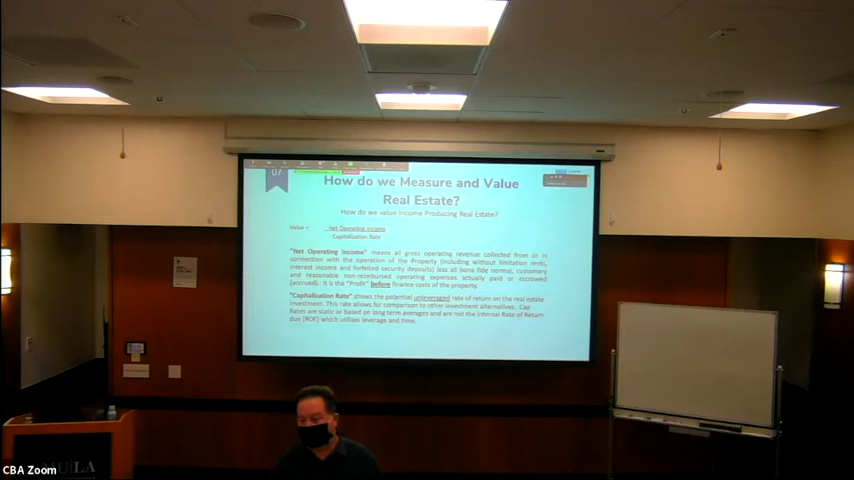 07
How do we Measure and Value
Real Estate?
How do we value Income Producing Real Estate?
Value = Net Operating Income
Capitalization Rate
"Net Operating Income" means all gross operating revenue collected from or in
connection with the operation of the Property (including without limitation rents,
interest income and forfeited security deposits) less all bona fide normal, customary
and reasonable non-reimbursed operating expenses actually paid or escrowed
(accrued). It is the "Profit" before finance costs of the property.
"Capitalization Rate" shows the potential unleveraged rate of return on the real estate
investment. This rate allows for comparison to other investment alternatives. Cap
Rates are static or based on long term averages and are not the Internal Rate of Return
due (ROE) which utilizes leverage and time.
CBA Zoom
LA